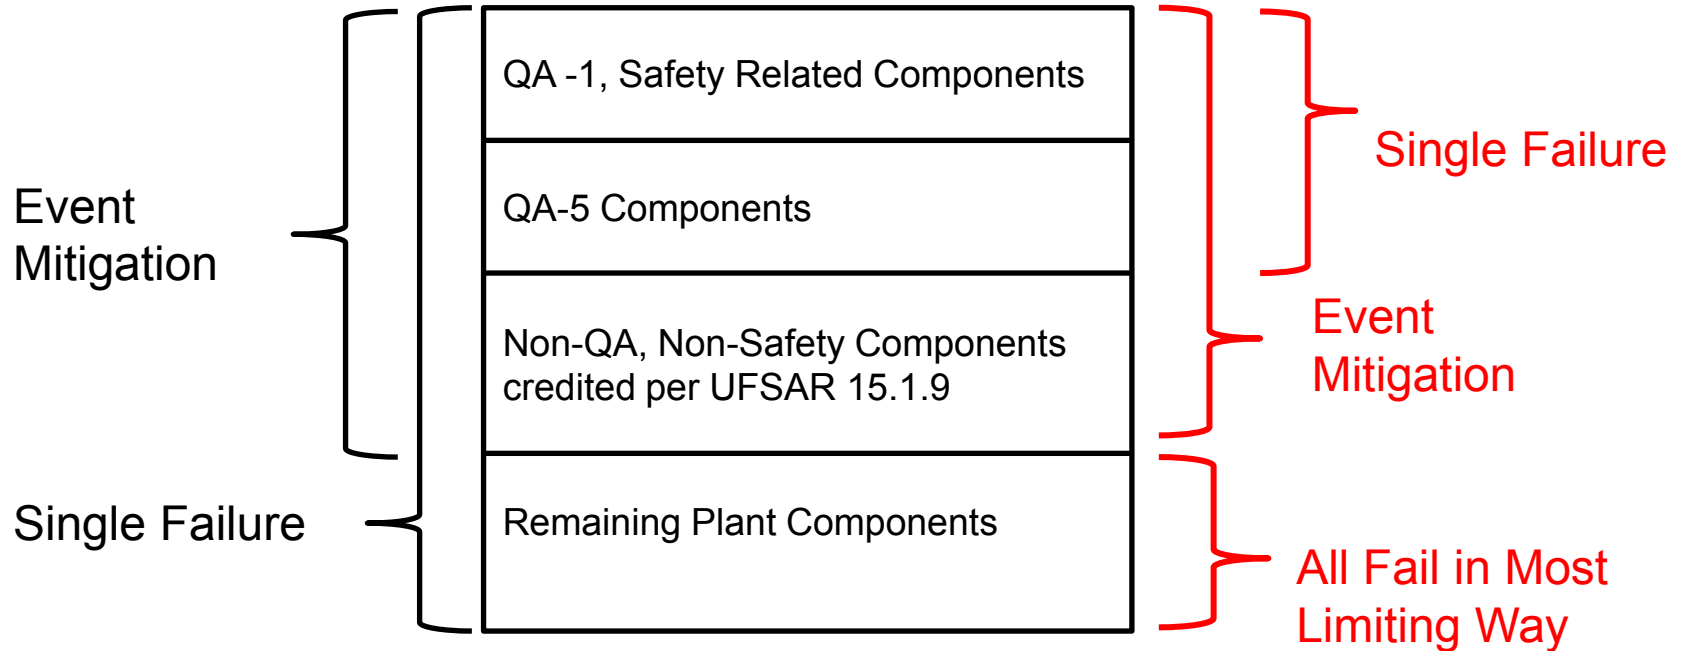 Event
Mitigation
Single Failure
QA -1, Safety Related Components
QA-5 Components
Non-QA, Non-Safety Components
credited per UFSAR 15.1.9
Remaining Plant Components
Single Failure
Event
Mitigation
All Fail in Most
Limiting Way